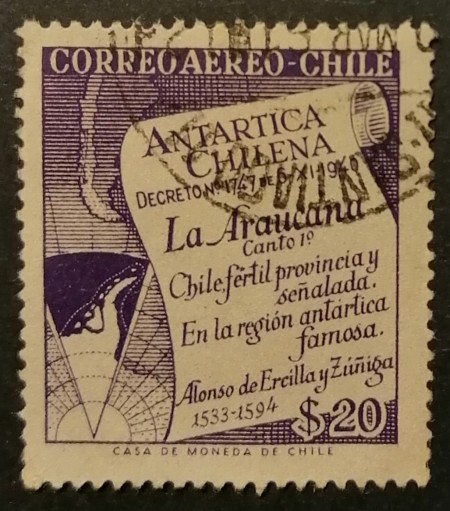 CORREO AEREO - CHILE
ANTARTICA
CHILENA
DECRETO Nº 1747 DE 6-XI-1940
La Araucana
Canto 1º
Chile, fértil provincia y
señalada.
En la región antártica
famosa.
Alonso de Ercilla y Zúñiga
1533-1594
$20
CASA DE MONEDA DE CHILE